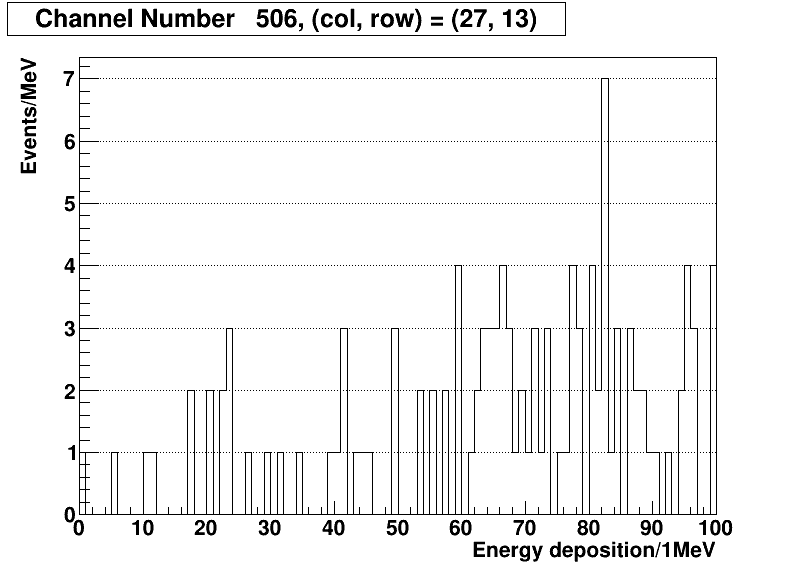 Channel Number 506, (col, row) = (27, 13)
Events/MeV
7
6
5
4
3
2
1
0
0 10 20 30 40 50 60 70 80 90 100
Energy deposition/1MeV